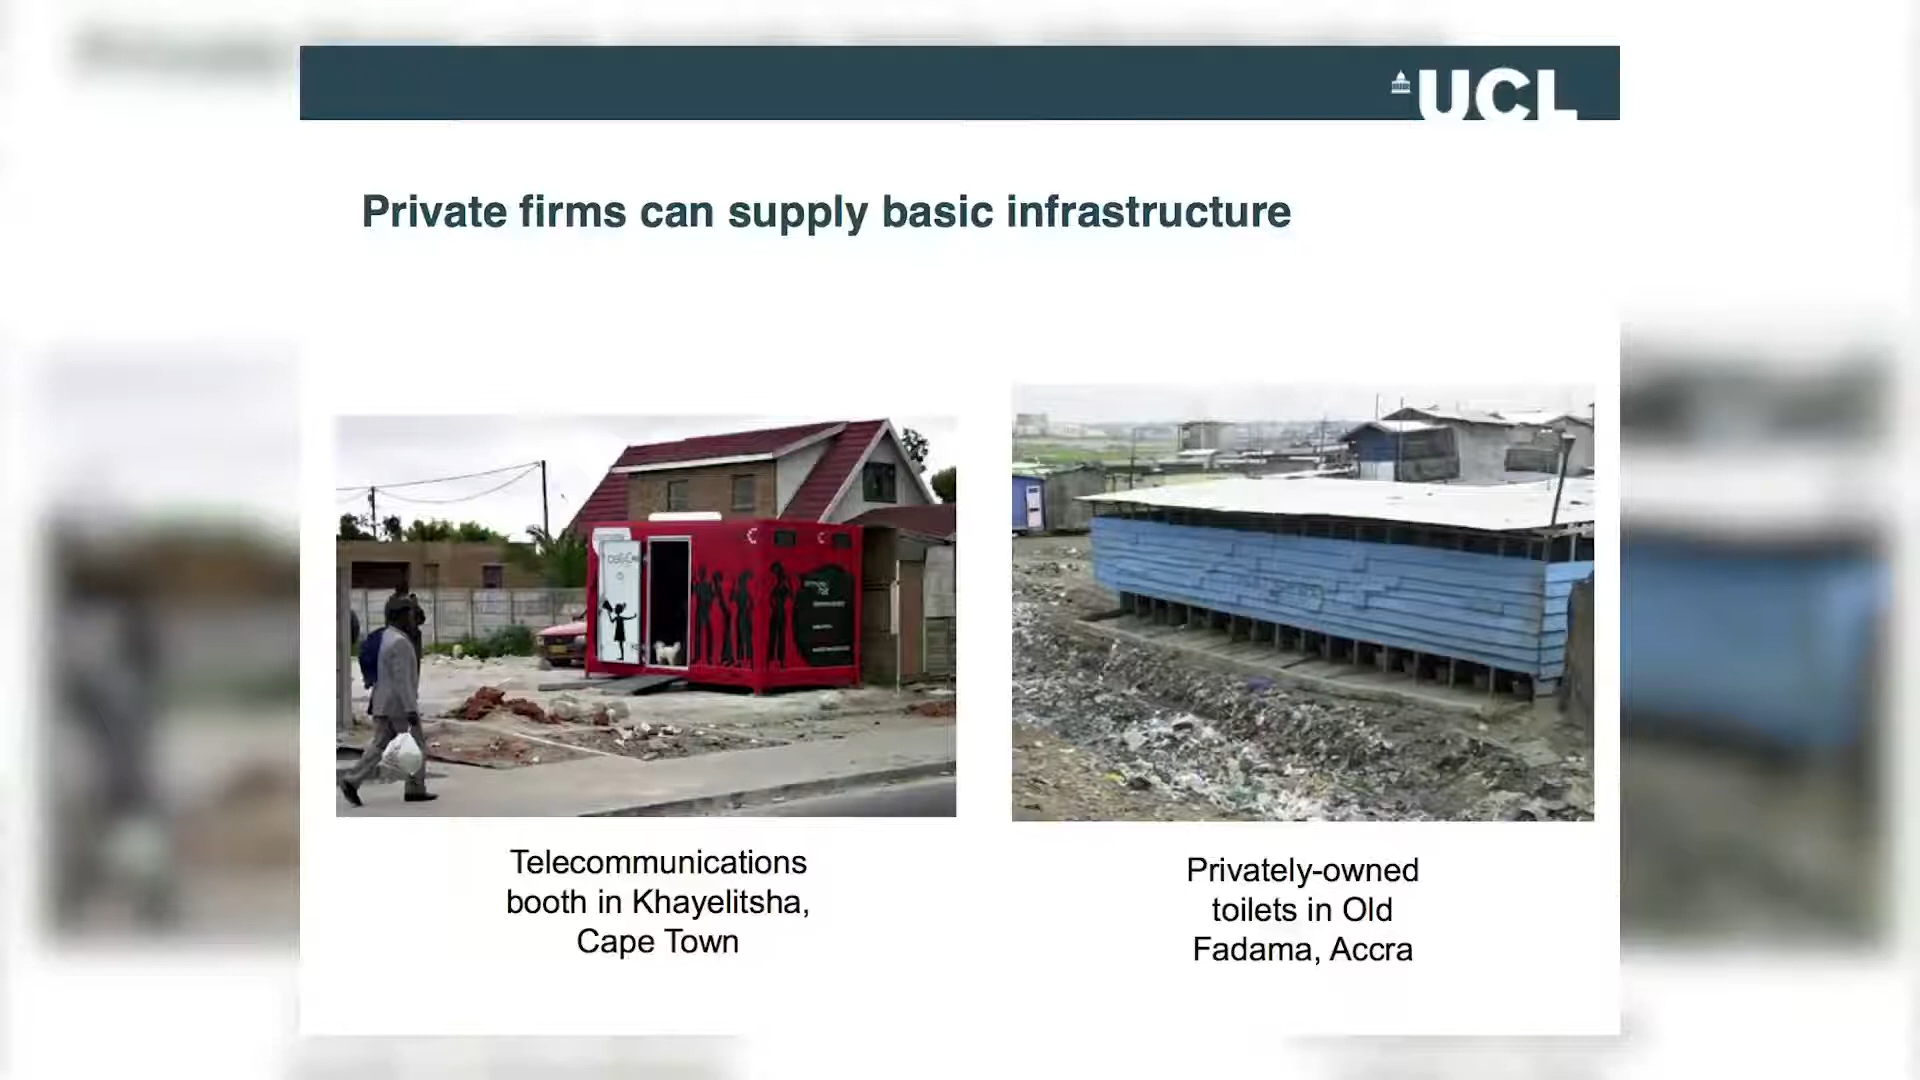 UCL
Private firms can supply basic infrastructure
Telecommunications
booth in Khayelitsha,
Cape Town
Privately-owned
toilets in Old
Fadama, Accra